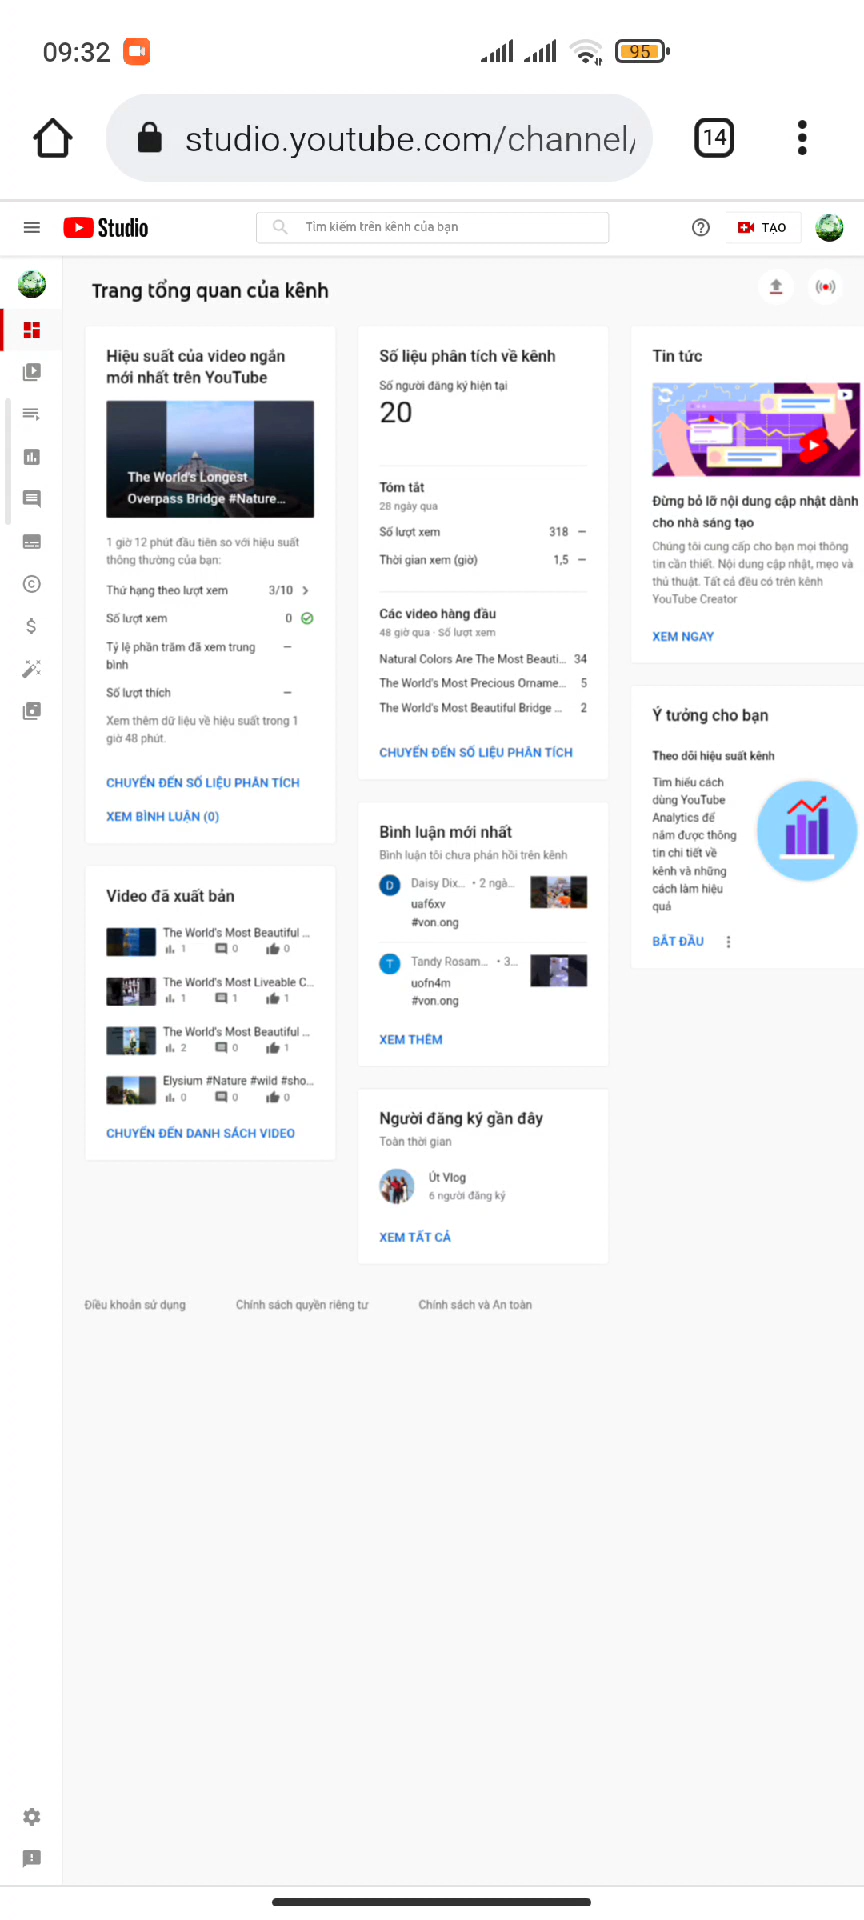 09:32
95
studio.youtube.com/channel/
14
Studio
Tìm kiếm trên kênh của bạn
TẠO
Trang tổng quan của kênh
Hiệu suất của video ngắn
mới nhất trên YouTube
The World's Longest
Overpass Bridge #Nature...
1 giờ 12 phút đầu tiên so với hiệu suất
thông thường của bạn:
Thứ hạng theo lượt xem 3/10
Số lượt xem 0
Tỷ lệ phần trăm đã xem trung –
bình
Số lượt thích –
Xem thêm dữ liệu về hiệu suất trong 1
giờ 48 phút.
CHUYỂN ĐẾN SỐ LIỆU PHÂN TÍCH
XEM BÌNH LUẬN (0)
Video đã xuất bản
The World's Most Beautiful ...
1 0 0
The World's Most Liveable C...
1 1 1
The World's Most Beautiful ...
2 0 1
Elysium #Nature #wild #sho...
0 0 0
CHUYỂN ĐẾN DANH SÁCH VIDEO
Số liệu phân tích về kênh
Số người đăng ký hiện tại
20
Tóm tắt
28 ngày qua
Số lượt xem 318 –
Thời gian xem (giờ) 1,5 –
Các video hàng đầu
48 giờ qua · Số lượt xem
Natural Colors Are The Most Beauti... 34
The World's Most Precious Orname... 5
The World's Most Beautiful Bridge ... 2
CHUYỂN ĐẾN SỐ LIỆU PHÂN TÍCH
Bình luận mới nhất
Bình luận tôi chưa phản hồi trên kênh
D
Daisy Dix... • 2 ngà...
uaf6xv
#von.ong
T
Tandy Rosam... • 3...
uofn4m
#von.ong
XEM THÊM
Người đăng ký gần đây
Toàn thời gian
Út Vlog
6 người đăng ký
XEM TẤT CẢ
Tin tức
Đừng bỏ lỡ nội dung cập nhật dành
cho nhà sáng tạo
Chúng tôi cung cấp cho bạn mọi thông
tin cần thiết. Nội dung cập nhật, mẹo và
thủ thuật. Tất cả đều có trên kênh
YouTube Creator
XEM NGAY
Ý tưởng cho bạn
Theo dõi hiệu suất kênh
Tìm hiểu cách
dùng YouTube
Analytics để
nắm được thông
tin chi tiết về
kênh và những
cách làm hiệu
quả
BẮT ĐẦU
Điều khoản sử dụng
Chính sách quyền riêng tư
Chính sách và An toàn